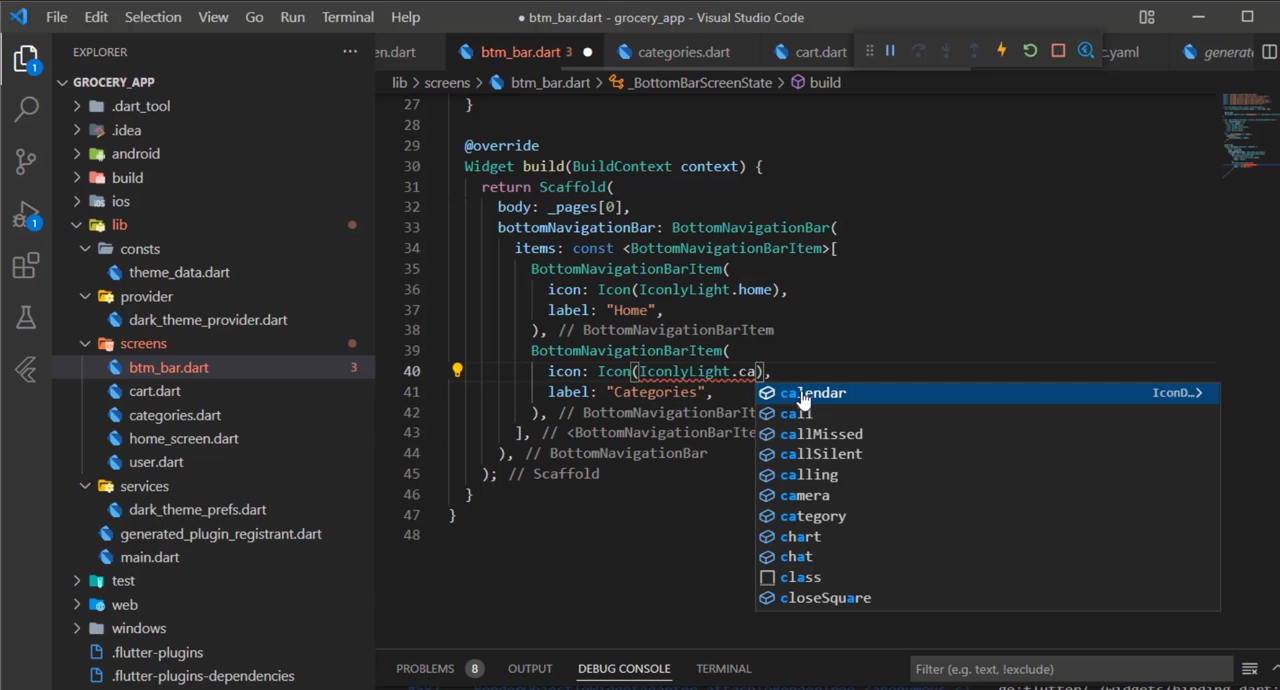 File Edit Selection View Go Run Terminal Help
● btm_bar.dart - grocery_app - Visual Studio Code
EXPLORER
en.dart btm_bar.dart 3 ● categories.dart cart.dart c.yaml generat
lib > screens > btm_bar.dart > _BottomBarScreenState > build
GROCERY_APP
.dart_tool
.idea
android
build
ios
lib
consts
theme_data.dart
provider
dark_theme_provider.dart
screens
btm_bar.dart 3
cart.dart
categories.dart
home_screen.dart
user.dart
services
dark_theme_prefs.dart
generated_plugin_registrant.dart
main.dart
test
web
windows
.flutter-plugins
.flutter-plugins-dependencies
1
1
27 }
28
29 @override
30 Widget build(BuildContext context) {
31 return Scaffold(
32 body: _pages[0],
33 bottomNavigationBar: BottomNavigationBar(
34 items: const <BottomNavigationBarItem>[
35 BottomNavigationBarItem(
36 icon: Icon(IconlyLight.home),
37 label: "Home",
38 ), // BottomNavigationBarItem
39 BottomNavigationBarItem(
40 icon: Icon(IconlyLight.ca),
41 label: "Categories",
42 ), // BottomNavigationBarIt
43 ], // <BottomNavigationBarIte
44 ), // BottomNavigationBar
45 ); // Scaffold
46 }
47 }
48
calendar IconD…>
call
callMissed
callSilent
calling
camera
category
chart
chat
class
closeSquare
PROBLEMS 8 OUTPUT DEBUG CONSOLE TERMINAL Filter (e.g. text, !exclude)